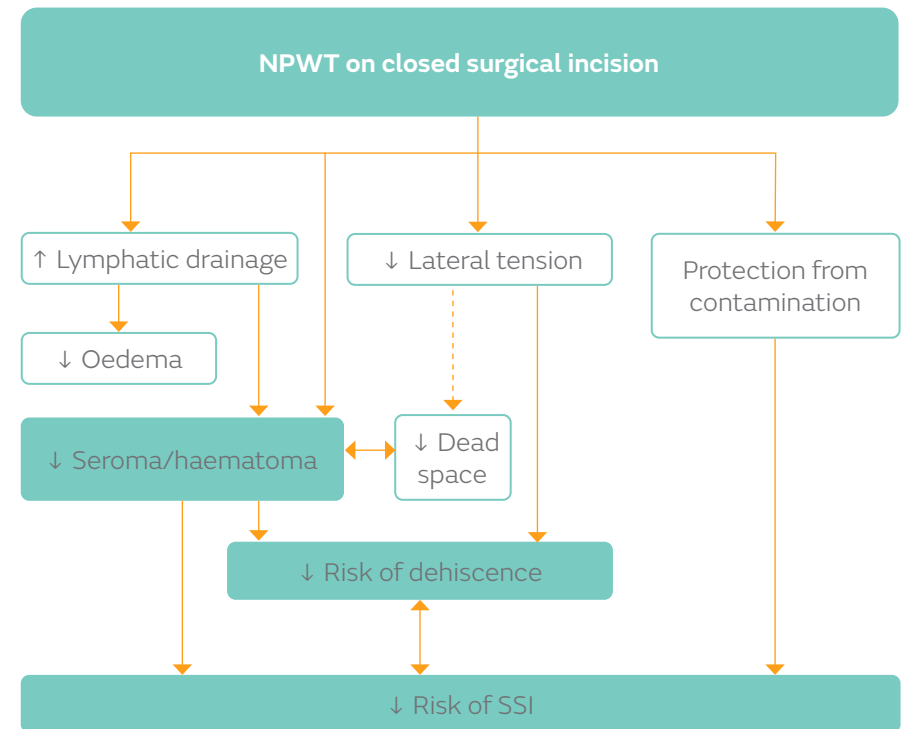 NPWT on closed surgical incision
↑ Lymphatic drainage
↓ Lateral tension
Protection from
contamination
↓ Oedema
↓ Seroma/haematoma
↓ Dead
space
↓ Risk of dehiscence
↓ Risk of SSI